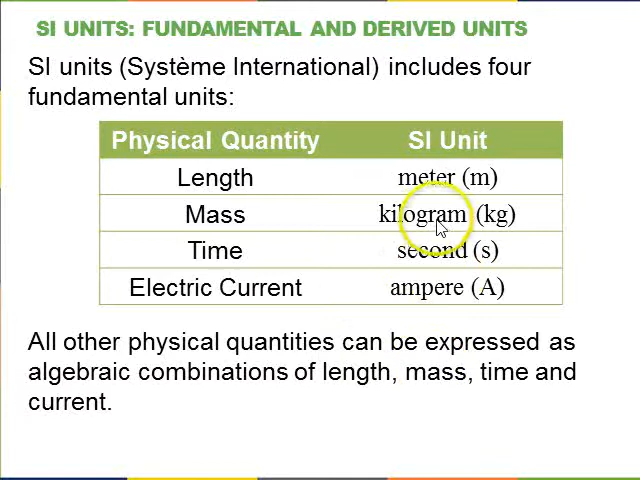 SI UNITS: FUNDAMENTAL AND DERIVED UNITS
SI units (Système International) includes four
fundamental units:
Physical Quantity SI Unit
Length meter (m)
Mass kilogram (kg)
Time second (s)
Electric Current ampere (A)
All other physical quantities can be expressed as
algebraic combinations of length, mass, time and
current.